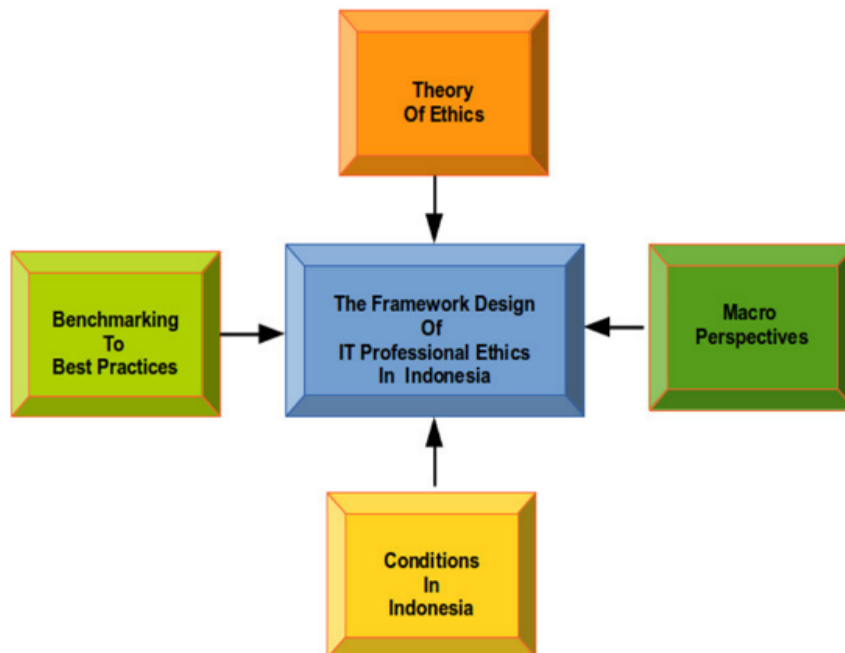 Theory
Of Ethics
Benchmarking
To
Best Practices
The Framework Design
Of
IT Professional Ethics
In Indonesia
Macro
Perspectives
Conditions
In
Indonesia